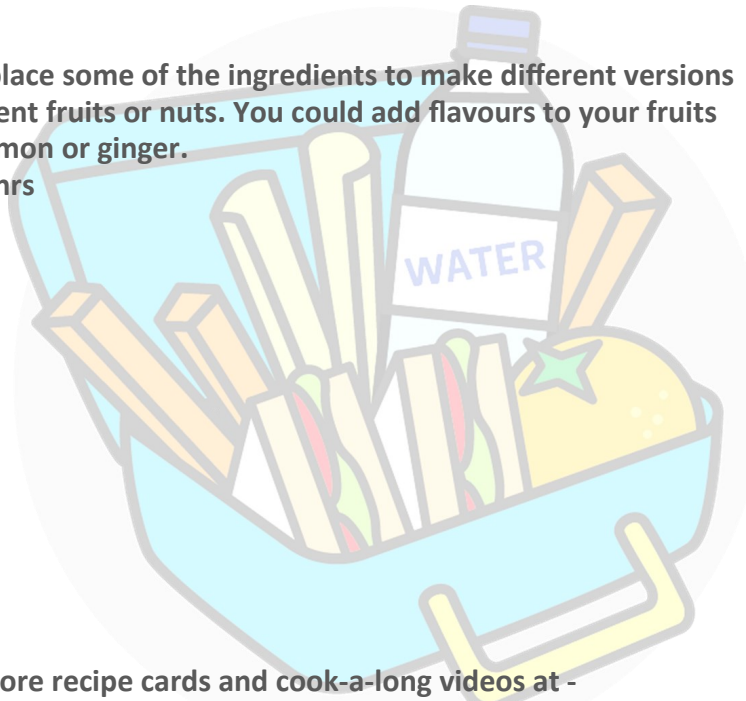 place some of the ingredients to make different versions
ent fruits or nuts. You could add flavours to your fruits
mon or ginger.
hrs
WATER
ore recipe cards and cook-a-long videos at -